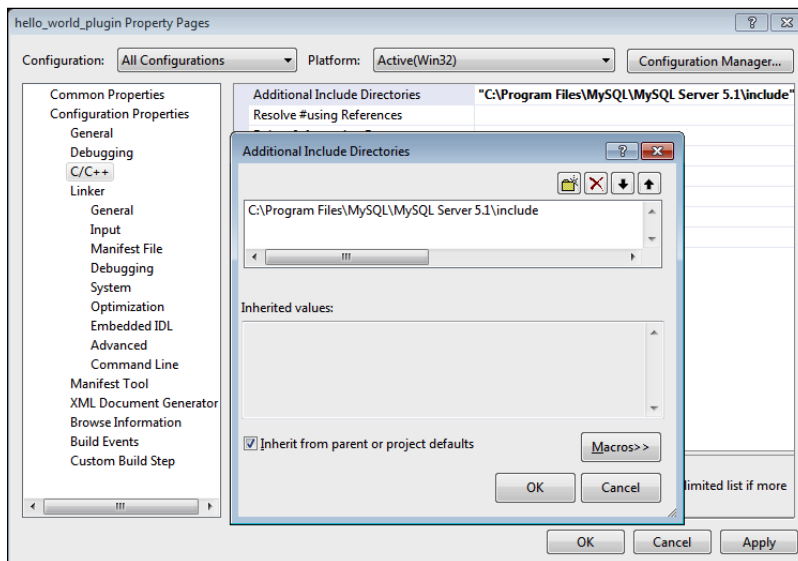 hello_world_plugin Property Pages
Configuration: All Configurations Platform: Active(Win32) Configuration Manager...
Common Properties
Configuration Properties
General
Debugging
C/C++
Linker
General
Input
Manifest File
Debugging
System
Optimization
Embedded IDL
Advanced
Command Line
Manifest Tool
XML Document Generator
Browse Information
Build Events
Custom Build Step
Additional Include Directories "C:\Program Files\MySQL\MySQL Server 5.1\include"
Resolve #using References
Additional Include Directories
C:\Program Files\MySQL\MySQL Server 5.1\include
Inherited values:
Inherit from parent or project defaults
Macros>>
OK Cancel
limited list if more
OK Cancel Apply